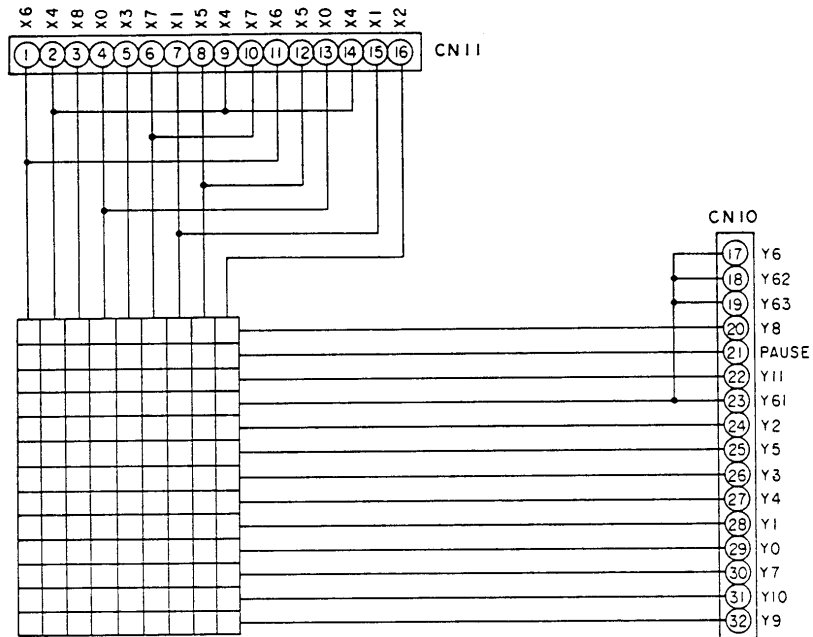 X6 X4 X8 X0 X3 X7 X1 X5 X4 X7 X6 X5 X0 X4 X1 X2
1 2 3 4 5 6 7 8 9 10 11 12 13 14 15 16 CN11
CN10
17 Y6
18 Y62
19 Y63
20 Y8
21 PAUSE
22 Y11
23 Y61
24 Y2
25 Y5
26 Y3
27 Y4
28 Y1
29 Y0
30 Y7
31 Y10
32 Y9